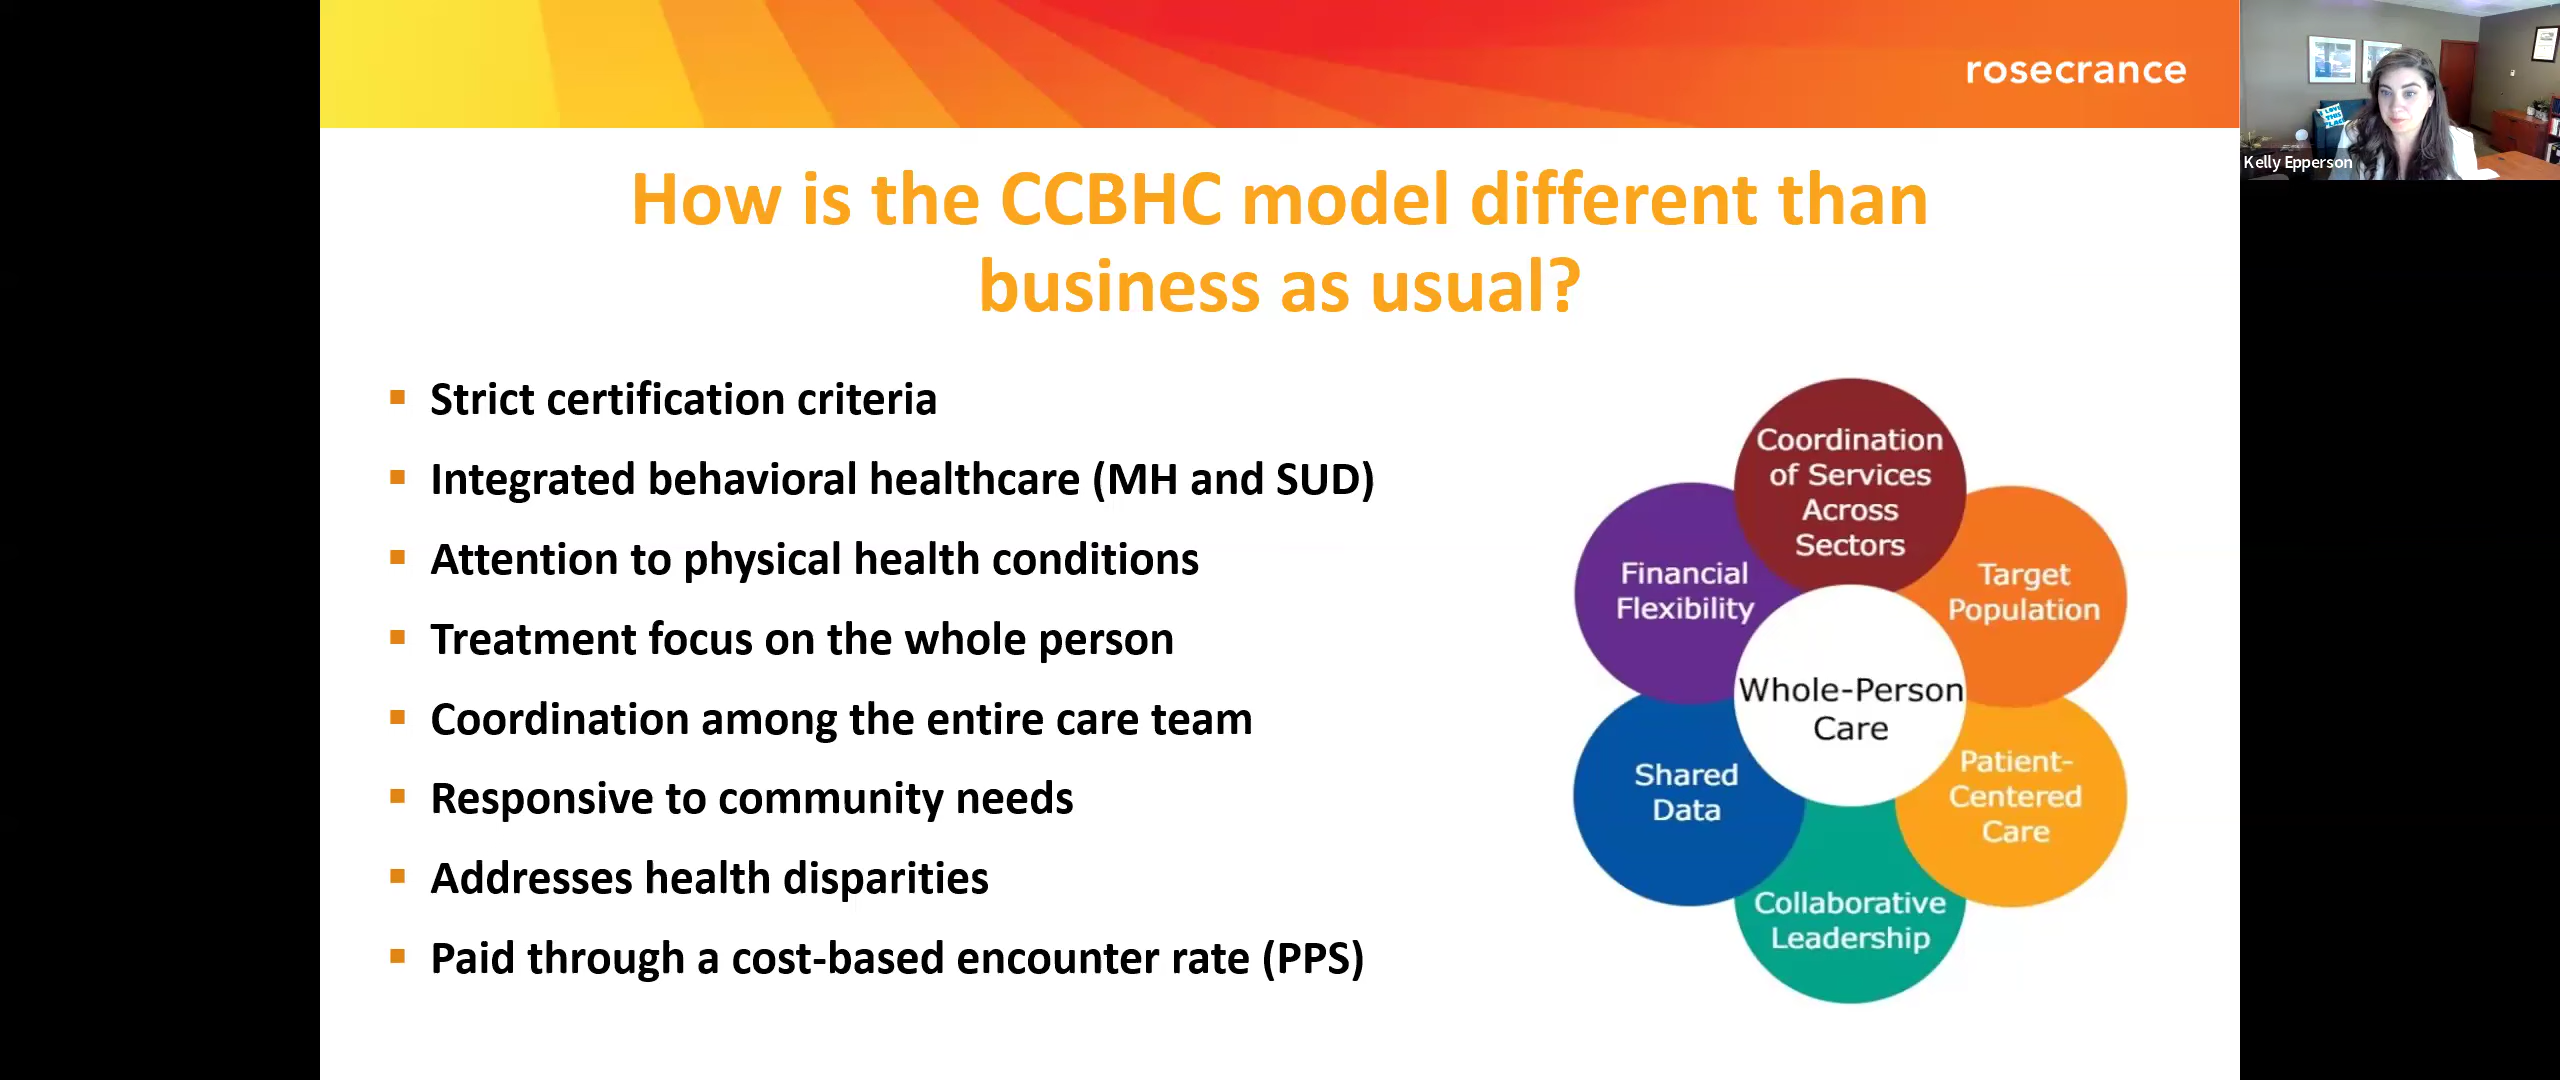 rosecrance
Kelly Epperson
How is the CCBHC model different than
business as usual?
Strict certification criteria
Integrated behavioral healthcare (MH and SUD)
Attention to physical health conditions
Treatment focus on the whole person
Coordination among the entire care team
Responsive to community needs
Addresses health disparities
Paid through a cost-based encounter rate (PPS)
Coordination
of Services
Across
Sectors
Financial
Flexibility
Target
Population
Whole-Person
Care
Shared
Data
Patient-
Centered
Care
Collaborative
Leadership